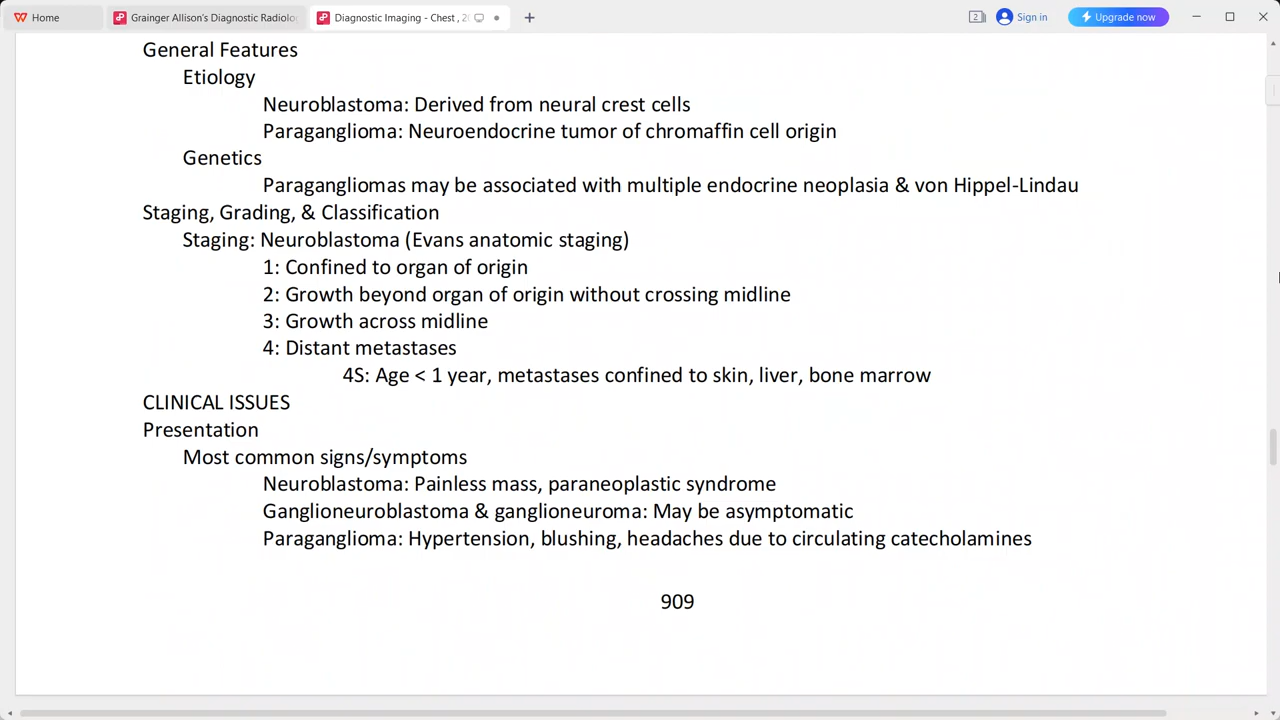 Home
Grainger Allison's Diagnostic Radiolo
Diagnostic Imaging - Chest , 2
2
Sign in
Upgrade now
General Features
Etiology
Neuroblastoma: Derived from neural crest cells
Paraganglioma: Neuroendocrine tumor of chromaffin cell origin
Genetics
Paragangliomas may be associated with multiple endocrine neoplasia & von Hippel-Lindau
Staging, Grading, & Classification
Staging: Neuroblastoma (Evans anatomic staging)
1: Confined to organ of origin
2: Growth beyond organ of origin without crossing midline
3: Growth across midline
4: Distant metastases
4S: Age < 1 year, metastases confined to skin, liver, bone marrow
CLINICAL ISSUES
Presentation
Most common signs/symptoms
Neuroblastoma: Painless mass, paraneoplastic syndrome
Ganglioneuroblastoma & ganglioneuroma: May be asymptomatic
Paraganglioma: Hypertension, blushing, headaches due to circulating catecholamines
909